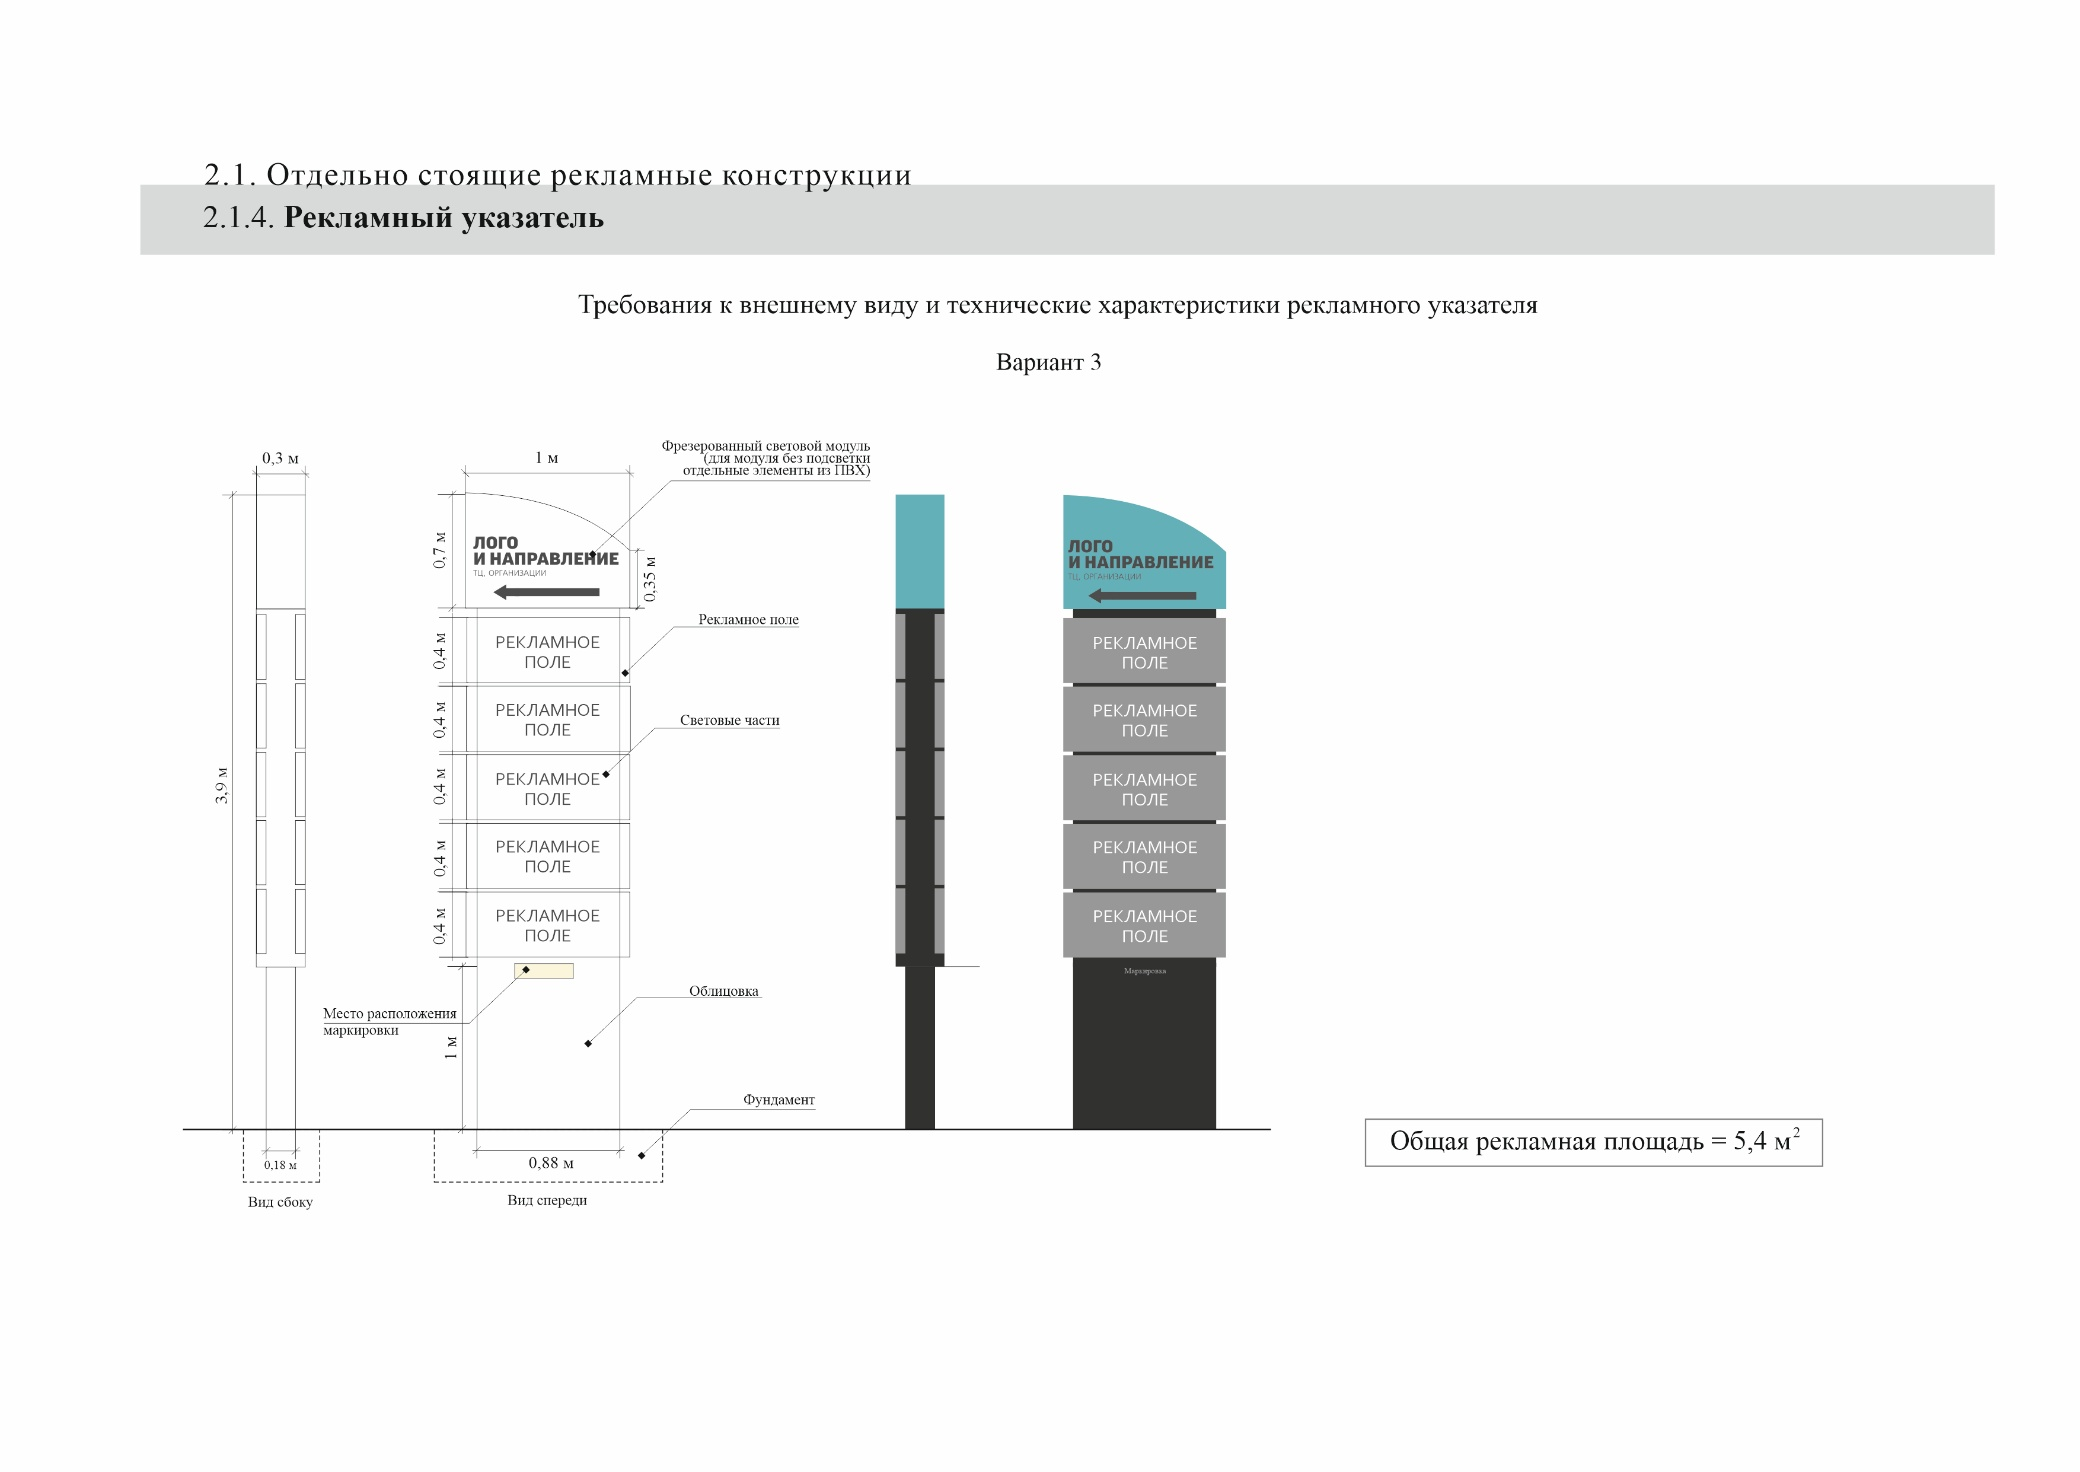 2.1. Отдельно стоящие рекламные конструкции
2.1.4. Рекламный указатель
Требования к внешнему виду и технические характеристики рекламного указателя
Вариант 3
0,3 м
3,9 м
0,18 м
Вид сбоку
1 м
Фрезерованный световой модуль
(для модуля без подсветки
отдельные элементы из ПВХ)
0,7 м
ЛОГО
И НАПРАВЛЕНИЕ
ТЦ, ОРГАНИЗАЦИИ
0,35 м
Рекламное поле
0,4 м
РЕКЛАМНОЕ
ПОЛЕ
0,4 м
РЕКЛАМНОЕ
ПОЛЕ
Световые части
0,4 м
РЕКЛАМНОЕ
ПОЛЕ
0,4 м
РЕКЛАМНОЕ
ПОЛЕ
0,4 м
РЕКЛАМНОЕ
ПОЛЕ
Место расположения
маркировки
Облицовка
1 м
Фундамент
0,88 м
Вид спереди
ЛОГО
И НАПРАВЛЕНИЕ
ТЦ, ОРГАНИЗАЦИИ
РЕКЛАМНОЕ
ПОЛЕ
РЕКЛАМНОЕ
ПОЛЕ
РЕКЛАМНОЕ
ПОЛЕ
РЕКЛАМНОЕ
ПОЛЕ
РЕКЛАМНОЕ
ПОЛЕ
Маркировка
Общая рекламная площадь = 5,4 м²